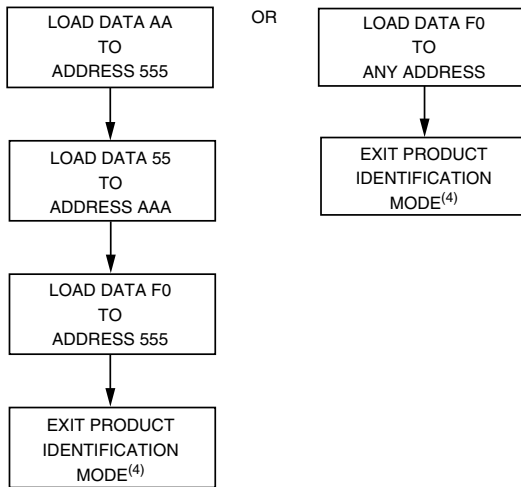 LOAD DATA AA
TO
ADDRESS 555
LOAD DATA 55
TO
ADDRESS AAA
LOAD DATA F0
TO
ADDRESS 555
EXIT PRODUCT
IDENTIFICATION
MODE(4)
OR
LOAD DATA F0
TO
ANY ADDRESS
EXIT PRODUCT
IDENTIFICATION
MODE(4)